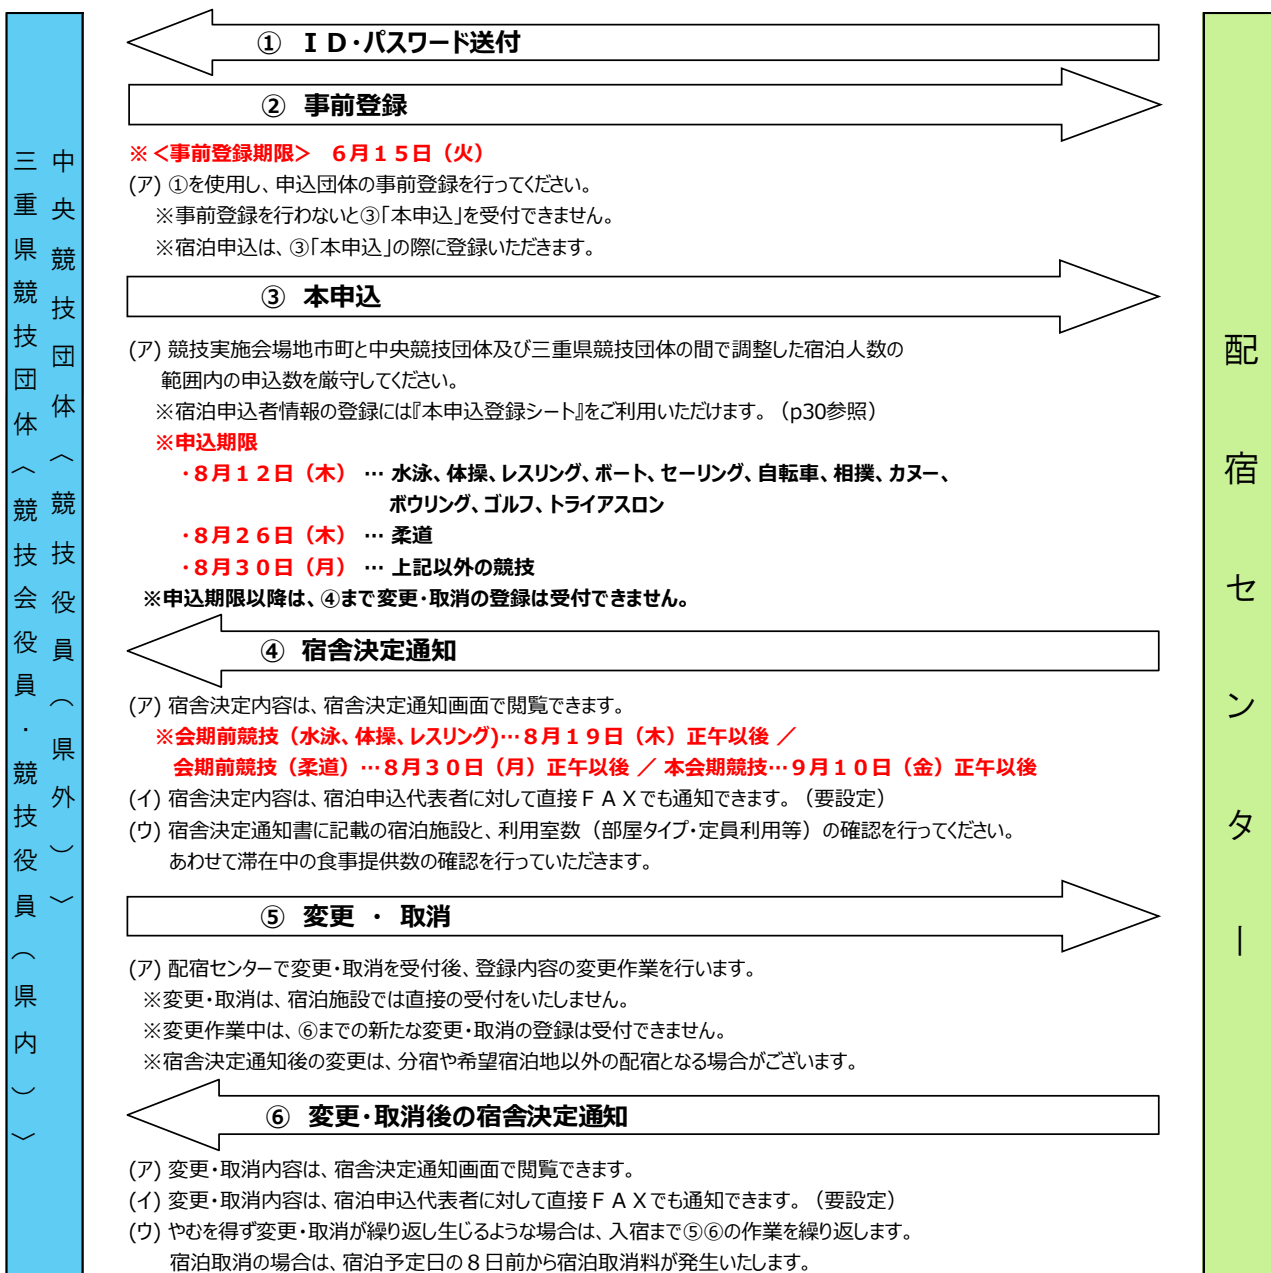 中央競技団体〈競技役員（県外）〉
三重県競技団体〈競技会役員・競技役員（県内）〉
① ＩＤ・パスワード送付
② 事前登録
※＜事前登録期限＞　６月１５日（火）
(ア) ①を使用し、申込団体の事前登録を行ってください。
※事前登録を行わないと③「本申込」を受付できません。
※宿泊申込は、③「本申込」の際に登録いただきます。
③ 本申込
(ア) 競技実施会場地市町と中央競技団体及び三重県競技団体の間で調整した宿泊人数の
範囲内の申込数を厳守してください。
※宿泊申込者情報の登録には『本申込登録シート』をご利用いただけます。（p30参照）
※申込期限
・８月１２日（木） … 水泳、体操、レスリング、ボート、セーリング、自転車、相撲、カヌー、
ボウリング、ゴルフ、トライアスロン
・８月２６日（木） … 柔道
・８月３０日（月） … 上記以外の競技
※申込期限以降は、④まで変更・取消の登録は受付できません。
④ 宿舎決定通知
(ア) 宿舎決定内容は、宿舎決定通知画面で閲覧できます。
※会期前競技（水泳、体操、レスリング)…８月１９日（木）正午以後 ／
会期前競技（柔道）…８月３０日（月）正午以後 ／ 本会期競技…９月１０日（金）正午以後
(イ) 宿舎決定内容は、宿泊申込代表者に対して直接ＦＡＸでも通知できます。（要設定）
(ウ) 宿舎決定通知書に記載の宿泊施設と、利用室数（部屋タイプ・定員利用等）の確認を行ってください。
あわせて滞在中の食事提供数の確認を行っていただきます。
⑤ 変更 ・ 取消
(ア) 配宿センターで変更・取消を受付後、登録内容の変更作業を行います。
※変更・取消は、宿泊施設では直接の受付をいたしません。
※変更作業中は、⑥までの新たな変更・取消の登録は受付できません。
※宿舎決定通知後の変更は、分宿や希望宿泊地以外の配宿となる場合がございます。
⑥ 変更・取消後の宿舎決定通知
(ア) 変更・取消内容は、宿舎決定通知画面で閲覧できます。
(イ) 変更・取消内容は、宿泊申込代表者に対して直接ＦＡＸでも通知できます。（要設定）
(ウ) やむを得ず変更・取消が繰り返し生じるような場合は、入宿まで⑤⑥の作業を繰り返します。
宿泊取消の場合は、宿泊予定日の８日前から宿泊取消料が発生いたします。
配宿センター